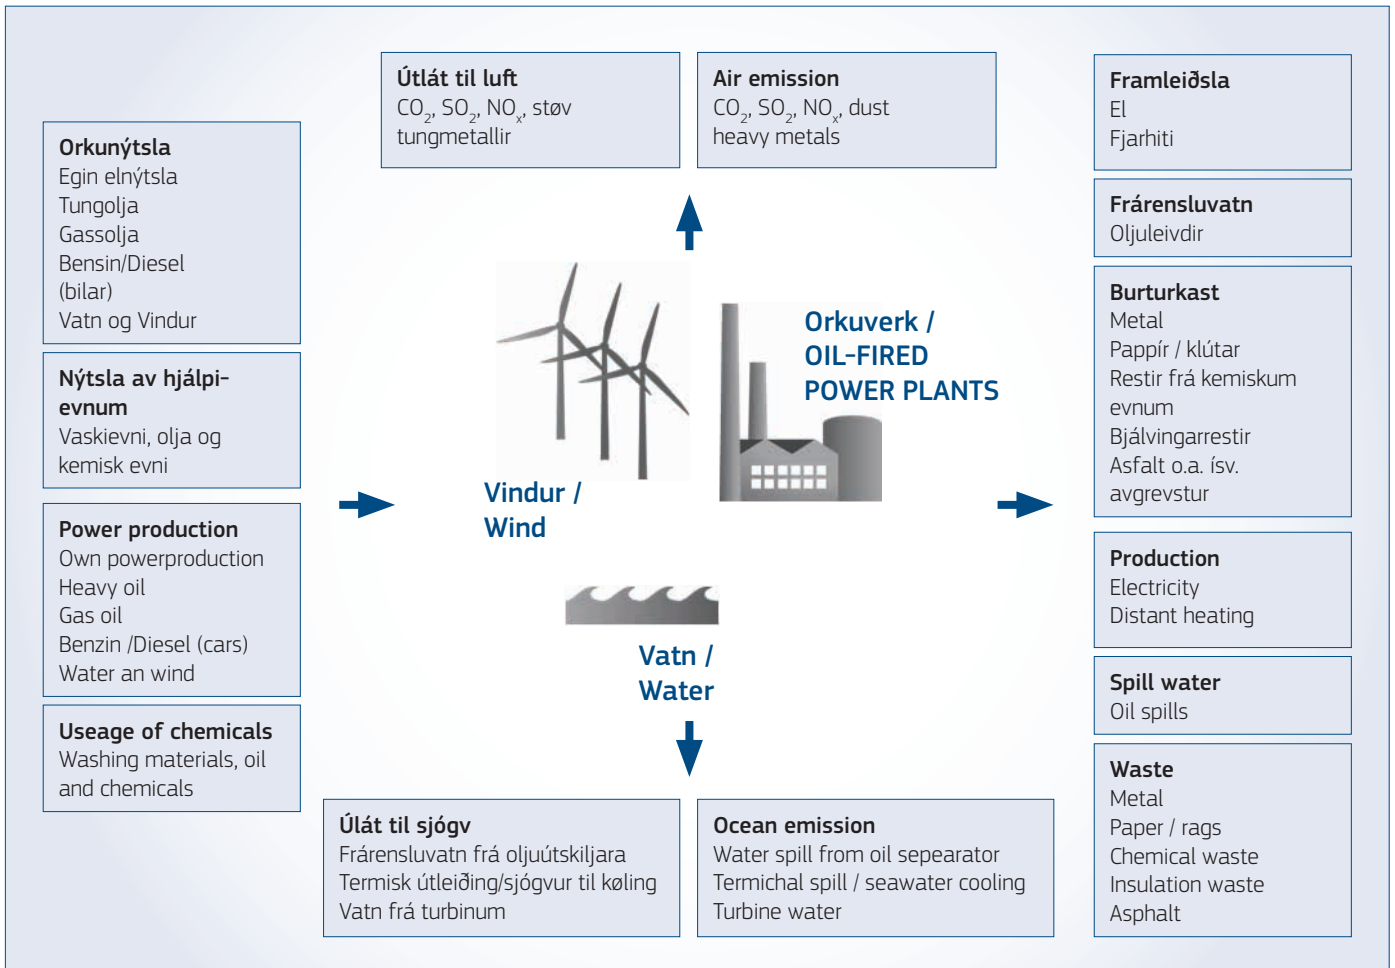 Útlát til luft
CO₂, SO₂, NOₓ, støv
tungmetallir
Air emission
CO₂, SO₂, NOₓ, dust
heavy metals
Orkunýtsla
Egin elnýtsla
Tungolja
Gassolja
Bensin/Diesel
(bilar)
Vatn og Vindur
Nýtsla av hjálpi-
evnum
Vaskievni, olja og
kemisk evni
Power production
Own powerproduction
Heavy oil
Gas oil
Benzin /Diesel (cars)
Water an wind
Useage of chemicals
Washing materials, oil
and chemicals
Orkuverk /
OIL-FIRED
POWER PLANTS
Vindur /
Wind
Vatn /
Water
Úlát til sjógv
Frárensluvatn frá oljuútskiljara
Termisk útleiðing/sjógvur til køling
Vatn frá turbinum
Ocean emission
Water spill from oil sepearator
Termichal spill / seawater cooling
Turbine water
Framleiðsla
El
Fjarhiti
Frárensluvatn
Oljuleivdir
Burturkast
Metal
Pappír / klútar
Restir frá kemiskum
evnum
Bjálvingarrestir
Asfalt o.a. ísv.
avgrevstur
Production
Electricity
Distant heating
Spill water
Oil spills
Waste
Metal
Paper / rags
Chemical waste
Insulation waste
Asphalt